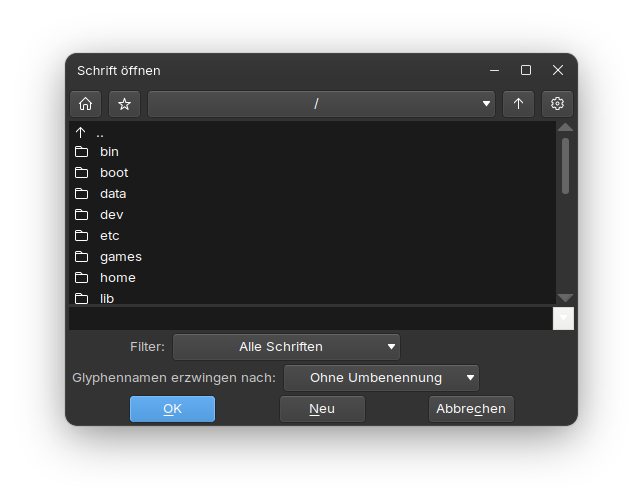 Schrift öffnen
/
..
bin
boot
data
dev
etc
games
home
lib
Filter: Alle Schriften
Glyphennamen erzwingen nach: Ohne Umbenennung
OK Neu Abbrechen